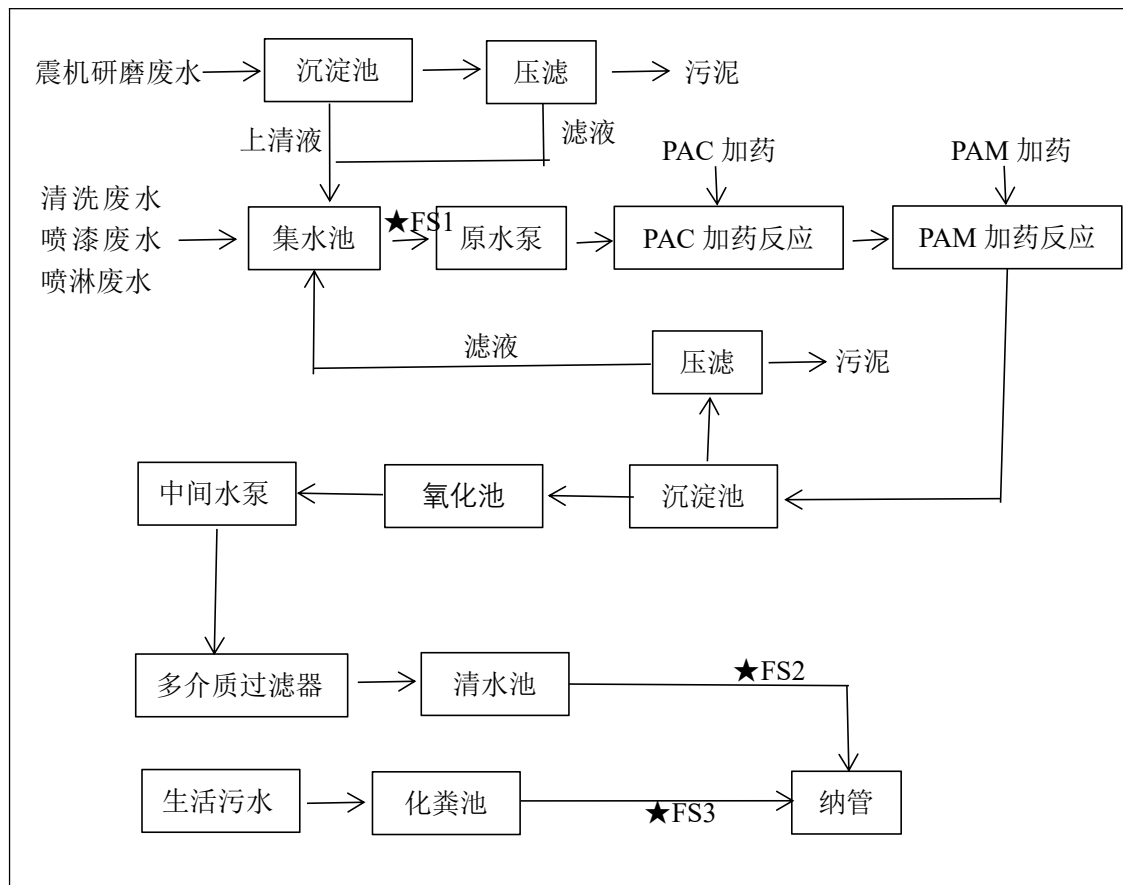 震机研磨废水
沉淀池
压滤
污泥
上清液
滤液
PAC 加药
PAM 加药
清洗废水
喷漆废水
喷淋废水
集水池
★FS1
原水泵
PAC 加药反应
PAM 加药反应
滤液
压滤
污泥
中间水泵
氧化池
沉淀池
多介质过滤器
清水池
★FS2
生活污水
化粪池
★FS3
纳管